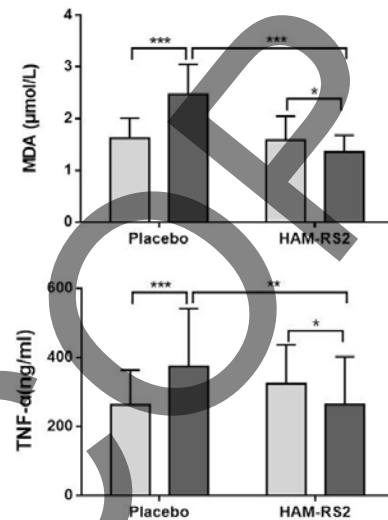 MDA (µmol/L)
4
3
2
1
0
***
***
*
Placebo
HAM-RS2
TNF-α(ng/ml)
600
400
200
0
***
**
*
Placebo
HAM-RS2